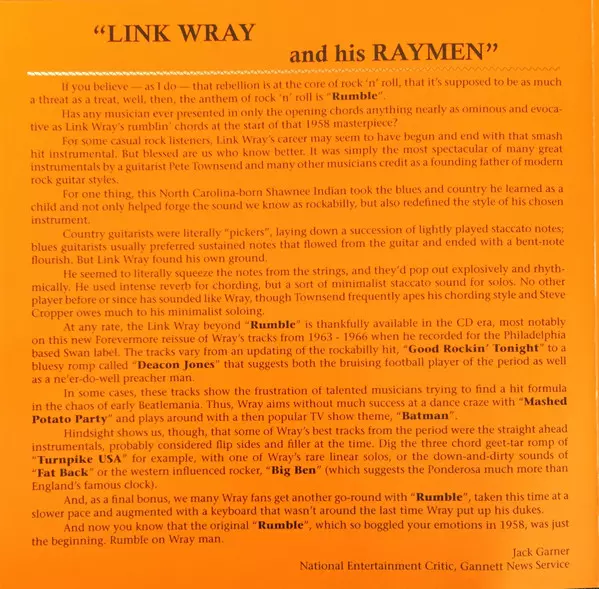 “LINK WRAY
and his RAYMEN”
If you believe — as I do — that rebellion is at the core of rock ’n’ roll, that it’s supposed to be as much
a threat as a treat, well, then, the anthem of rock ’n’ roll is “Rumble”.
Has any musician ever presented in only the opening chords anything nearly as ominous and evoca-
tive as Link Wray’s rumblin’ chords at the start of that 1958 masterpiece?
For some casual rock listeners, Link Wray’s career may seem to have begun and end with that smash
hit instrumental. But blessed are us who know better. It was simply the most spectacular of many great
instrumentals by a guitarist Pete Townsend and many other musicians credit as a founding father of modern
rock guitar styles.
For one thing, this North Carolina-born Shawnee Indian took the blues and country he learned as a
child and not only helped forge the sound we know as rockabilly, but also redefined the style of his chosen
instrument.
Country guitarists were literally “pickers”, laying down a succession of lightly played staccato notes;
blues guitarists usually preferred sustained notes that flowed from the guitar and ended with a bent-note
flourish. But Link Wray found his own ground.
He seemed to literally squeeze the notes from the strings, and they’d pop out explosively and rhyth-
mically. He used intense reverb for chording, but a sort of minimalist staccato sound for solos. No other
player before or since has sounded like Wray, though Townsend frequently apes his chording style and Steve
Cropper owes much to his minimalist soloing.
At any rate, the Link Wray beyond “Rumble” is thankfully available in the CD era, most notably
on this new Forevermore reissue of Wray’s tracks from 1963 - 1966 when he recorded for the Philadelphia
based Swan label. The tracks vary from an updating of the rockabilly hit, “Good Rockin’ Tonight” to a
bluesy romp called “Deacon Jones” that suggests both the bruising football player of the period as well
as a ne’er-do-well preacher man.
In some cases, these tracks show the frustration of talented musicians trying to find a hit formula
in the chaos of early Beatlemania. Thus, Wray aims without much success at a dance craze with “Mashed
Potato Party” and plays around with a then popular TV show theme, “Batman”.
Hindsight shows us, though, that some of Wray’s best tracks from the period were the straight ahead
instrumentals, probably considered flip sides and filler at the time. Dig the three chord geet-tar romp of
“Turnpike USA” for example, with one of Wray’s rare linear solos, or the down-and-dirty sounds of
“Fat Back” or the western influenced rocker, “Big Ben” (which suggests the Ponderosa much more than
England’s famous clock).
And, as a final bonus, we many Wray fans get another go-round with “Rumble”, taken this time at a
slower pace and augmented with a keyboard that wasn’t around the last time Wray put up his dukes.
And now you know that the original “Rumble”, which so boggled your emotions in 1958, was just
the beginning. Rumble on Wray man.
Jack Garner
National Entertainment Critic, Gannett News Service